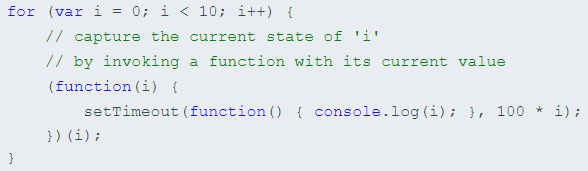 for (var i = 0; i < 10; i++) {
    // capture the current state of 'i'
    // by invoking a function with its current value
    (function(i) {
        setTimeout(function() { console.log(i); }, 100 * i);
    })(i);
}